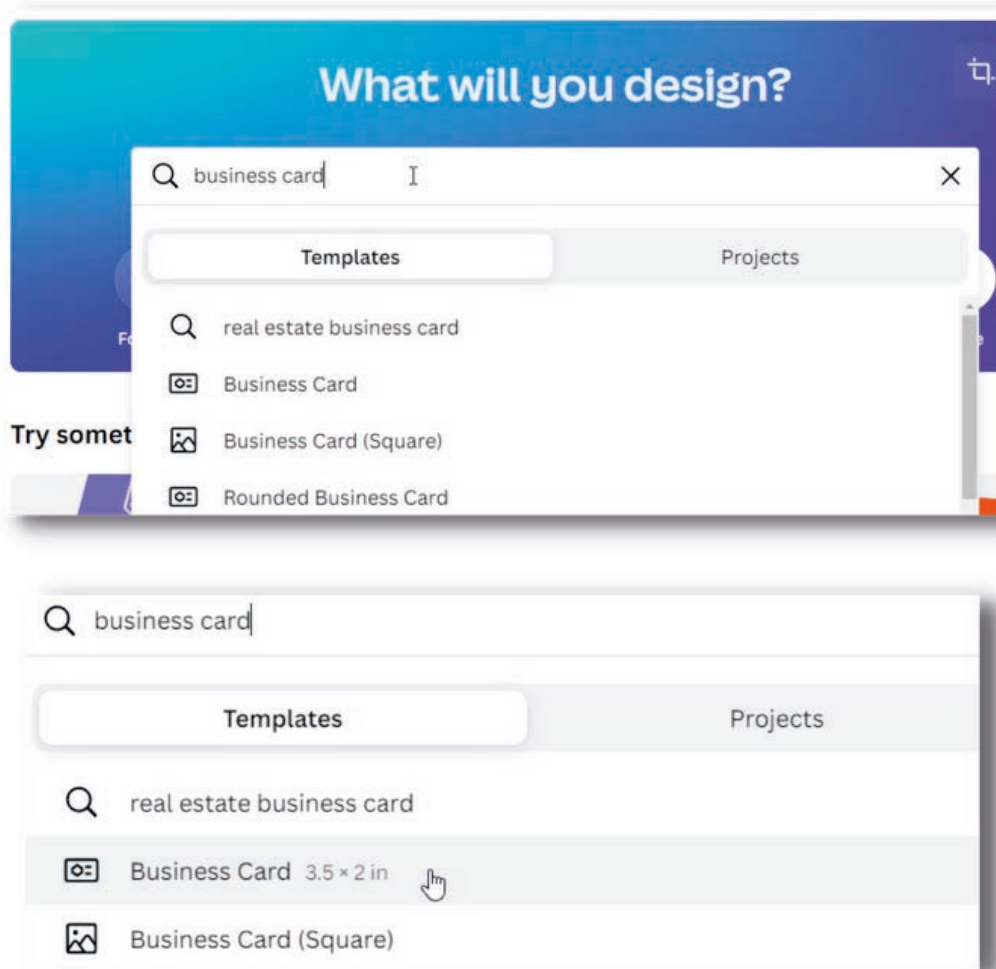 What will you design?
business card
Templates Projects
real estate business card
Business Card
Try somet
Business Card (Square)
Rounded Business Card
business card
Templates Projects
real estate business card
Business Card 3.5 × 2 in
Business Card (Square)